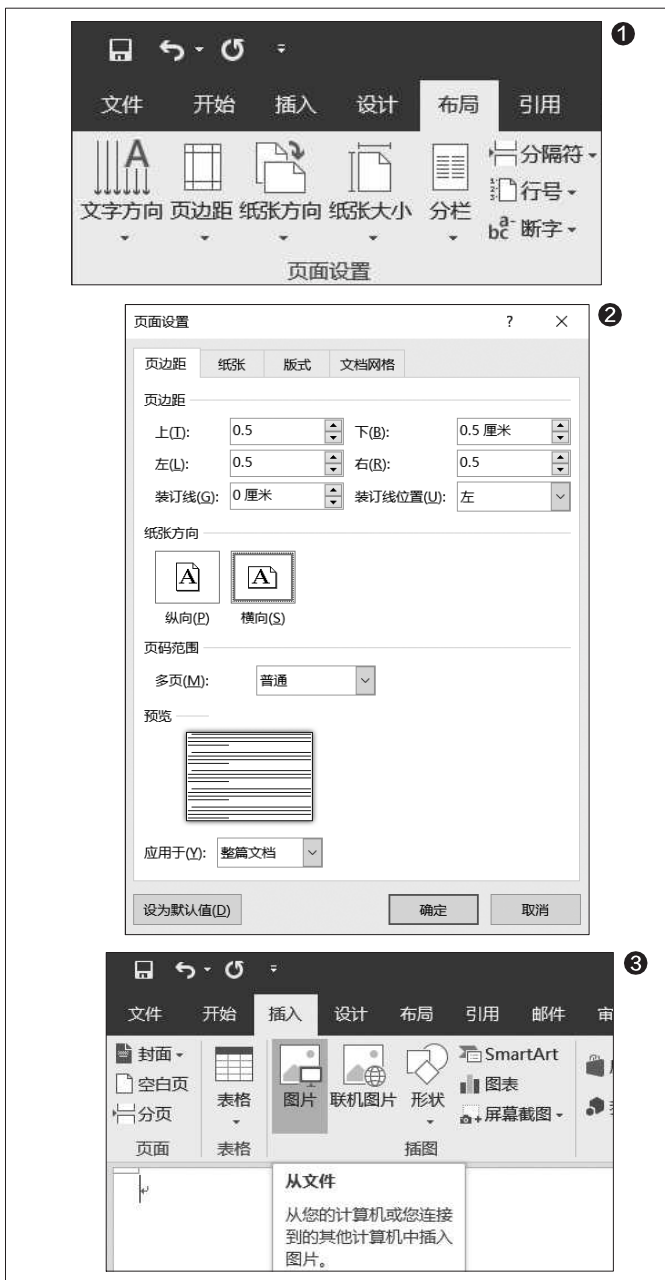 ❶
文件 开始 插入 设计 布局 引用
文字方向 页边距 纸张方向 纸张大小 分栏 分隔符
行号
断字
页面设置
❷
页面设置 ? ×
页边距 纸张 版式 文档网格
页边距
上(T): 0.5 下(B): 0.5 厘米
左(L): 0.5 右(R): 0.5
装订线(G): 0 厘米 装订线位置(U): 左
纸张方向
纵向(P) 横向(S)
页码范围
多页(M): 普通
预览
应用于(Y): 整篇文档
设为默认值(D) 确定 取消
❸
文件 开始 插入 设计 布局 引用 邮件 审
封面
空白页
分页
表格 图片 联机图片 形状
SmartArt
图表
屏幕截图
页面 表格 插图
从文件
从您的计算机或您连接
到的其他计算机中插入
图片。